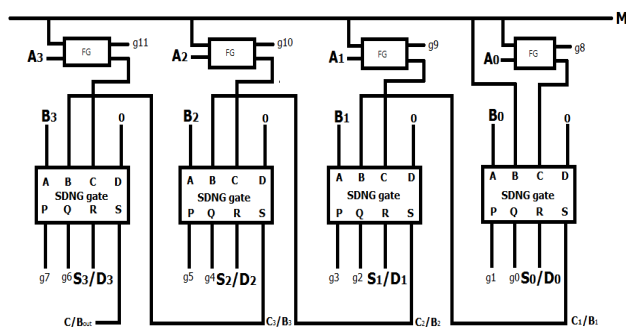 M
FG g11 FG g10 FG g9 FG g8
A3 A2 A1 A0
B3 0 B2 0 B1 0 B0 0
A B C D A B C D A B C D A B C D
SDNG gate SDNG gate SDNG gate SDNG gate
P Q R S P Q R S P Q R S P Q R S
g7 g6 S3/D3 g5 g4 S2/D2 g3 g2 S1/D1 g1 g0 S0/D0
C/Bout C3/B3 C2/B2 C1/B1